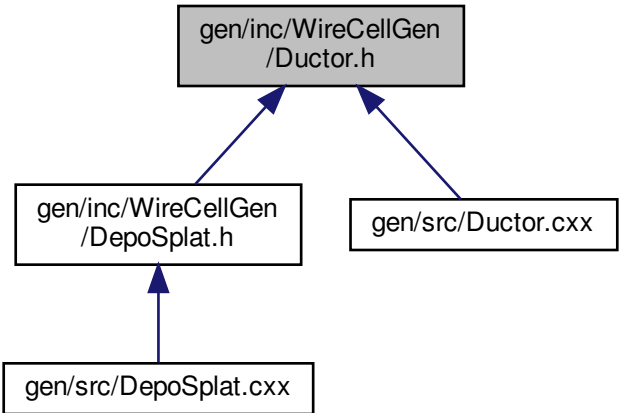 gen/inc/WireCellGen
/Ductor.h
gen/inc/WireCellGen
/DepoSplat.h
gen/src/Ductor.cxx
gen/src/DepoSplat.cxx